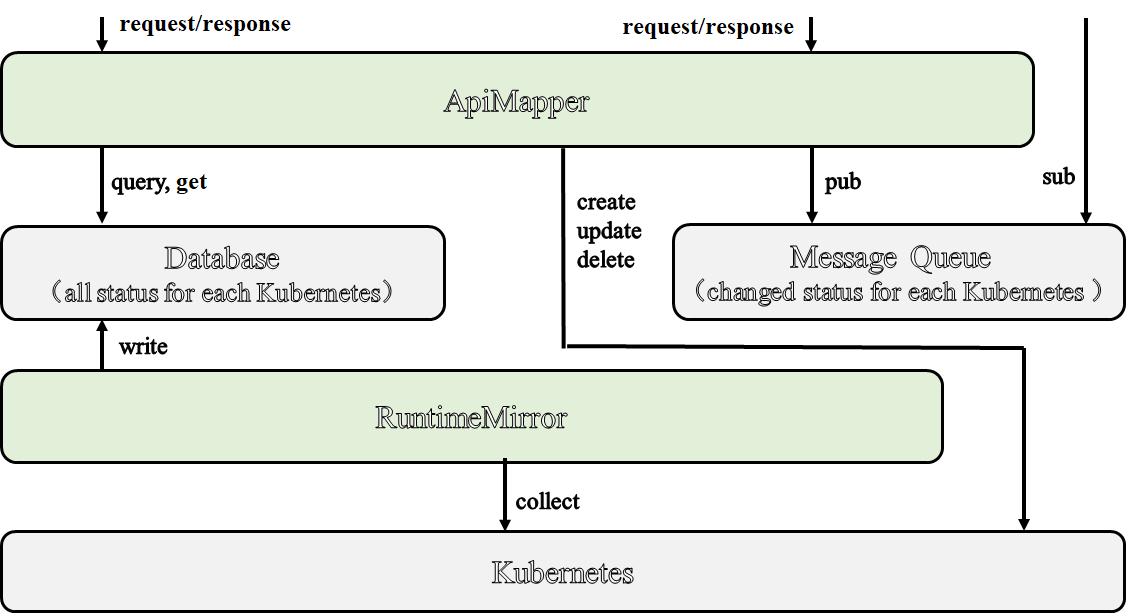 request/response
request/response
ApiMapper
query, get
create
update
delete
pub
sub
Database
（all status for each Kubernetes）
Message Queue
（changed status for each Kubernetes ）
write
RuntimeMirror
collect
Kubernetes